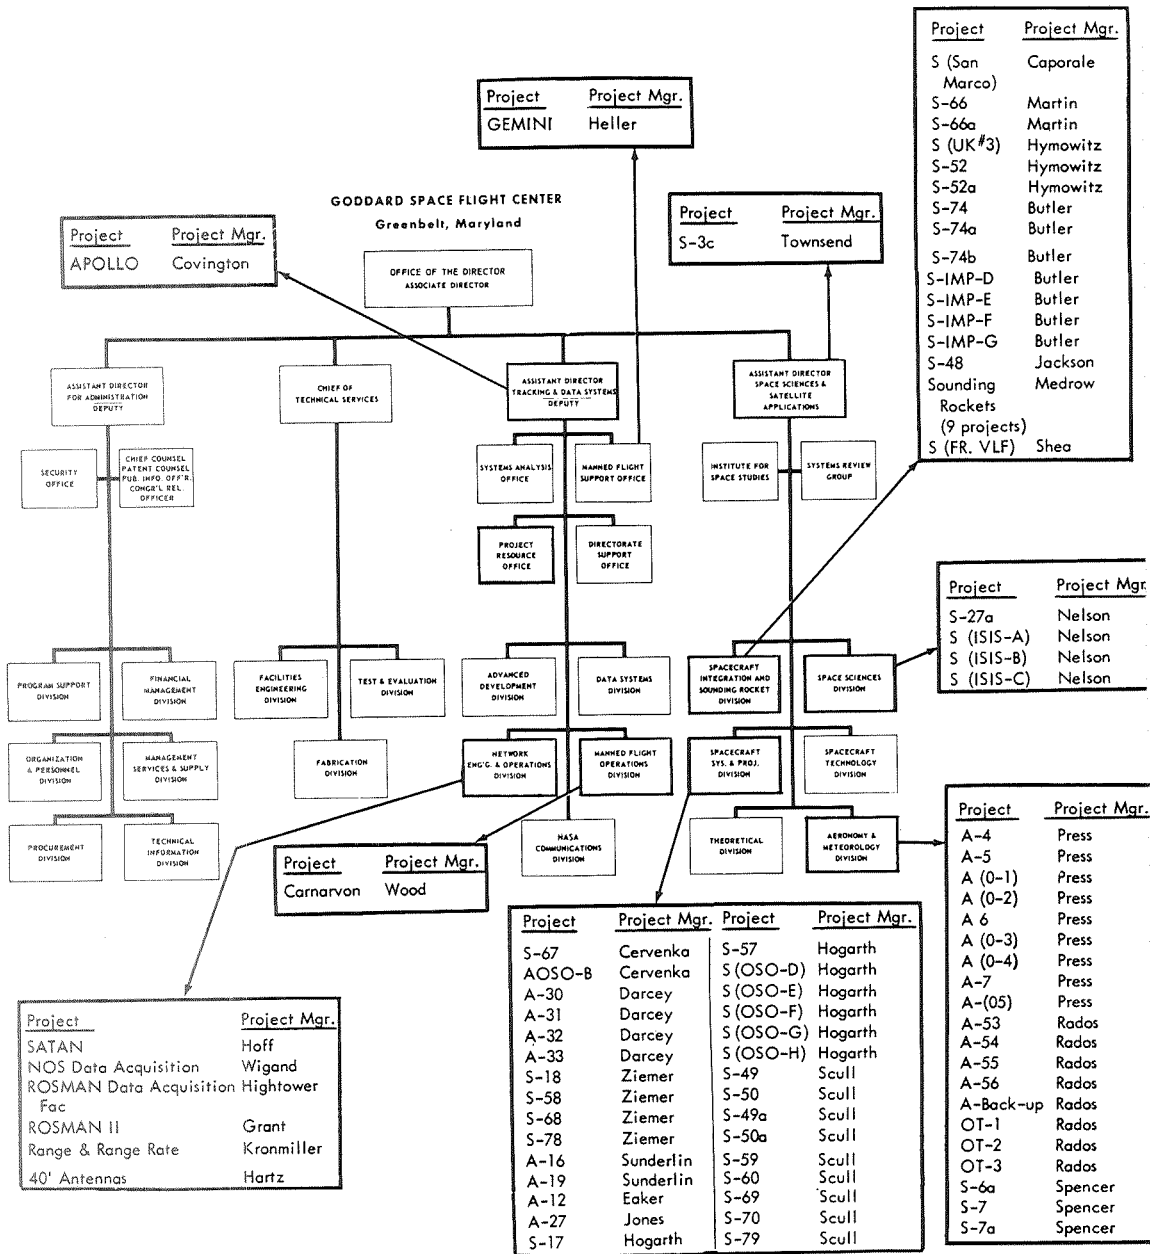 GODDARD SPACE FLIGHT CENTER
Greenbelt, Maryland
OFFICE OF THE DIRECTOR
ASSOCIATE DIRECTOR
Project Project Mgr.
APOLLO Covington
Project Project Mgr.
GEMINI Heller
Project Project Mgr.
S-3c Townsend
Project Project Mgr.
S (San Caporale
Marco)
S-66 Martin
S-66a Martin
S (UK #3) Hymowitz
S-52 Hymowitz
S-52a Hymowitz
S-74 Butler
S-74a Butler
S-74b Butler
S-IMP-D Butler
S-IMP-E Butler
S-IMP-F Butler
S-IMP-G Butler
S-48 Jackson
Sounding Medrow
Rockets
(9 projects)
S (FR. VLF) Shea
ASSISTANT DIRECTOR
FOR ADMINISTRATION
DEPUTY
CHIEF OF
TECHNICAL SERVICES
ASSISTANT DIRECTOR
TRACKING & DATA SYSTEMS
DEPUTY
ASSISTANT DIRECTOR
SPACE SCIENCES &
SATELLITE
APPLICATIONS
SECURITY
OFFICE
CHIEF COUNSEL
PATENT COUNSEL
PUB. INFO. OFF'R.
CONGR'L REL.
OFFICER
SYSTEMS ANALYSIS
OFFICE
MANNED FLIGHT
SUPPORT OFFICE
INSTITUTE FOR
SPACE STUDIES
SYSTEMS REVIEW
GROUP
PROJECT
RESOURCE
OFFICE
DIRECTORATE
SUPPORT
OFFICE
PROGRAM SUPPORT
DIVISION
FINANCIAL
MANAGEMENT
DIVISION
FACILITIES
ENGINEERING
DIVISION
TEST & EVALUATION
DIVISION
ADVANCED
DEVELOPMENT
DIVISION
DATA SYSTEMS
DIVISION
SPACECRAFT
INTEGRATION AND
SOUNDING ROCKET
DIVISION
SPACE SCIENCES
DIVISION
Project Project Mgr
S-27a Nelson
S (ISIS-A) Nelson
S (ISIS-B) Nelson
S (ISIS-C) Nelson
ORGANIZATION
& PERSONNEL
DIVISION
MANAGEMENT
SERVICES & SUPPLY
DIVISION
FABRICATION
DIVISION
NETWORK
ENG'G. & OPERATIONS
DIVISION
MANNED FLIGHT
OPERATIONS
DIVISION
SPACECRAFT
SYS. & PROJ.
DIVISION
SPACECRAFT
TECHNOLOGY
DIVISION
PROCUREMENT
DIVISION
TECHNICAL
INFORMATION
DIVISION
NASA
COMMUNICATIONS
DIVISION
THEORETICAL
DIVISION
AERONOMY &
METEOROLOGY
DIVISION
Project Project Mgr.
Carnarvon Wood
Project Project Mgr.
SATAN Hoff
NOS Data Acquisition Wigand
ROSMAN Data Acquisition Hightower
Fac
ROSMAN II Grant
Range & Range Rate Kronmiller
40' Antennas Hartz
Project Project Mgr. Project Project Mgr.
S-67 Cervenka S-57 Hogarth
AOSO-B Cervenka S (OSO-D) Hogarth
A-30 Darcey S (OSO-E) Hogarth
A-31 Darcey S (OSO-F) Hogarth
A-32 Darcey S (OSO-G) Hogarth
A-33 Darcey S (OSO-H) Hogarth
S-18 Ziemer S-49 Scull
S-58 Ziemer S-50 Scull
S-68 Ziemer S-49a Scull
S-78 Ziemer S-50a Scull
A-16 Sunderlin S-59 Scull
A-19 Sunderlin S-60 Scull
A-12 Eaker S-69 Scull
A-27 Jones S-70 Scull
S-17 Hogarth S-79 Scull
Project Project Mgr.
A-4 Press
A-5 Press
A (0-1) Press
A (0-2) Press
A 6 Press
A (0-3) Press
A (0-4) Press
A-7 Press
A-(05) Press
A-53 Rados
A-54 Rados
A-55 Rados
A-56 Rados
A-Back-up Rados
OT-1 Rados
OT-2 Rados
OT-3 Rados
S-6a Spencer
S-7 Spencer
S-7a Spencer